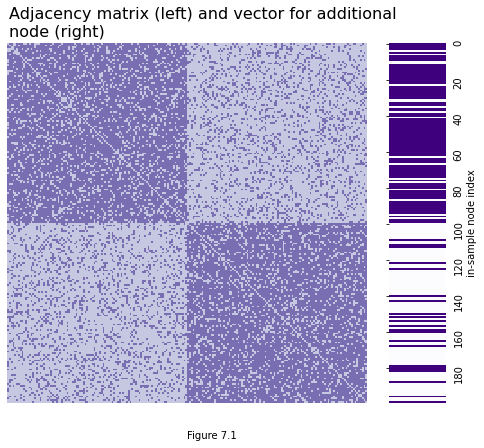 Adjacency matrix (left) and vector for additional
node (right)
0
20
40
60
80
100
120
140
160
180
in-sample node index
Figure 7.1